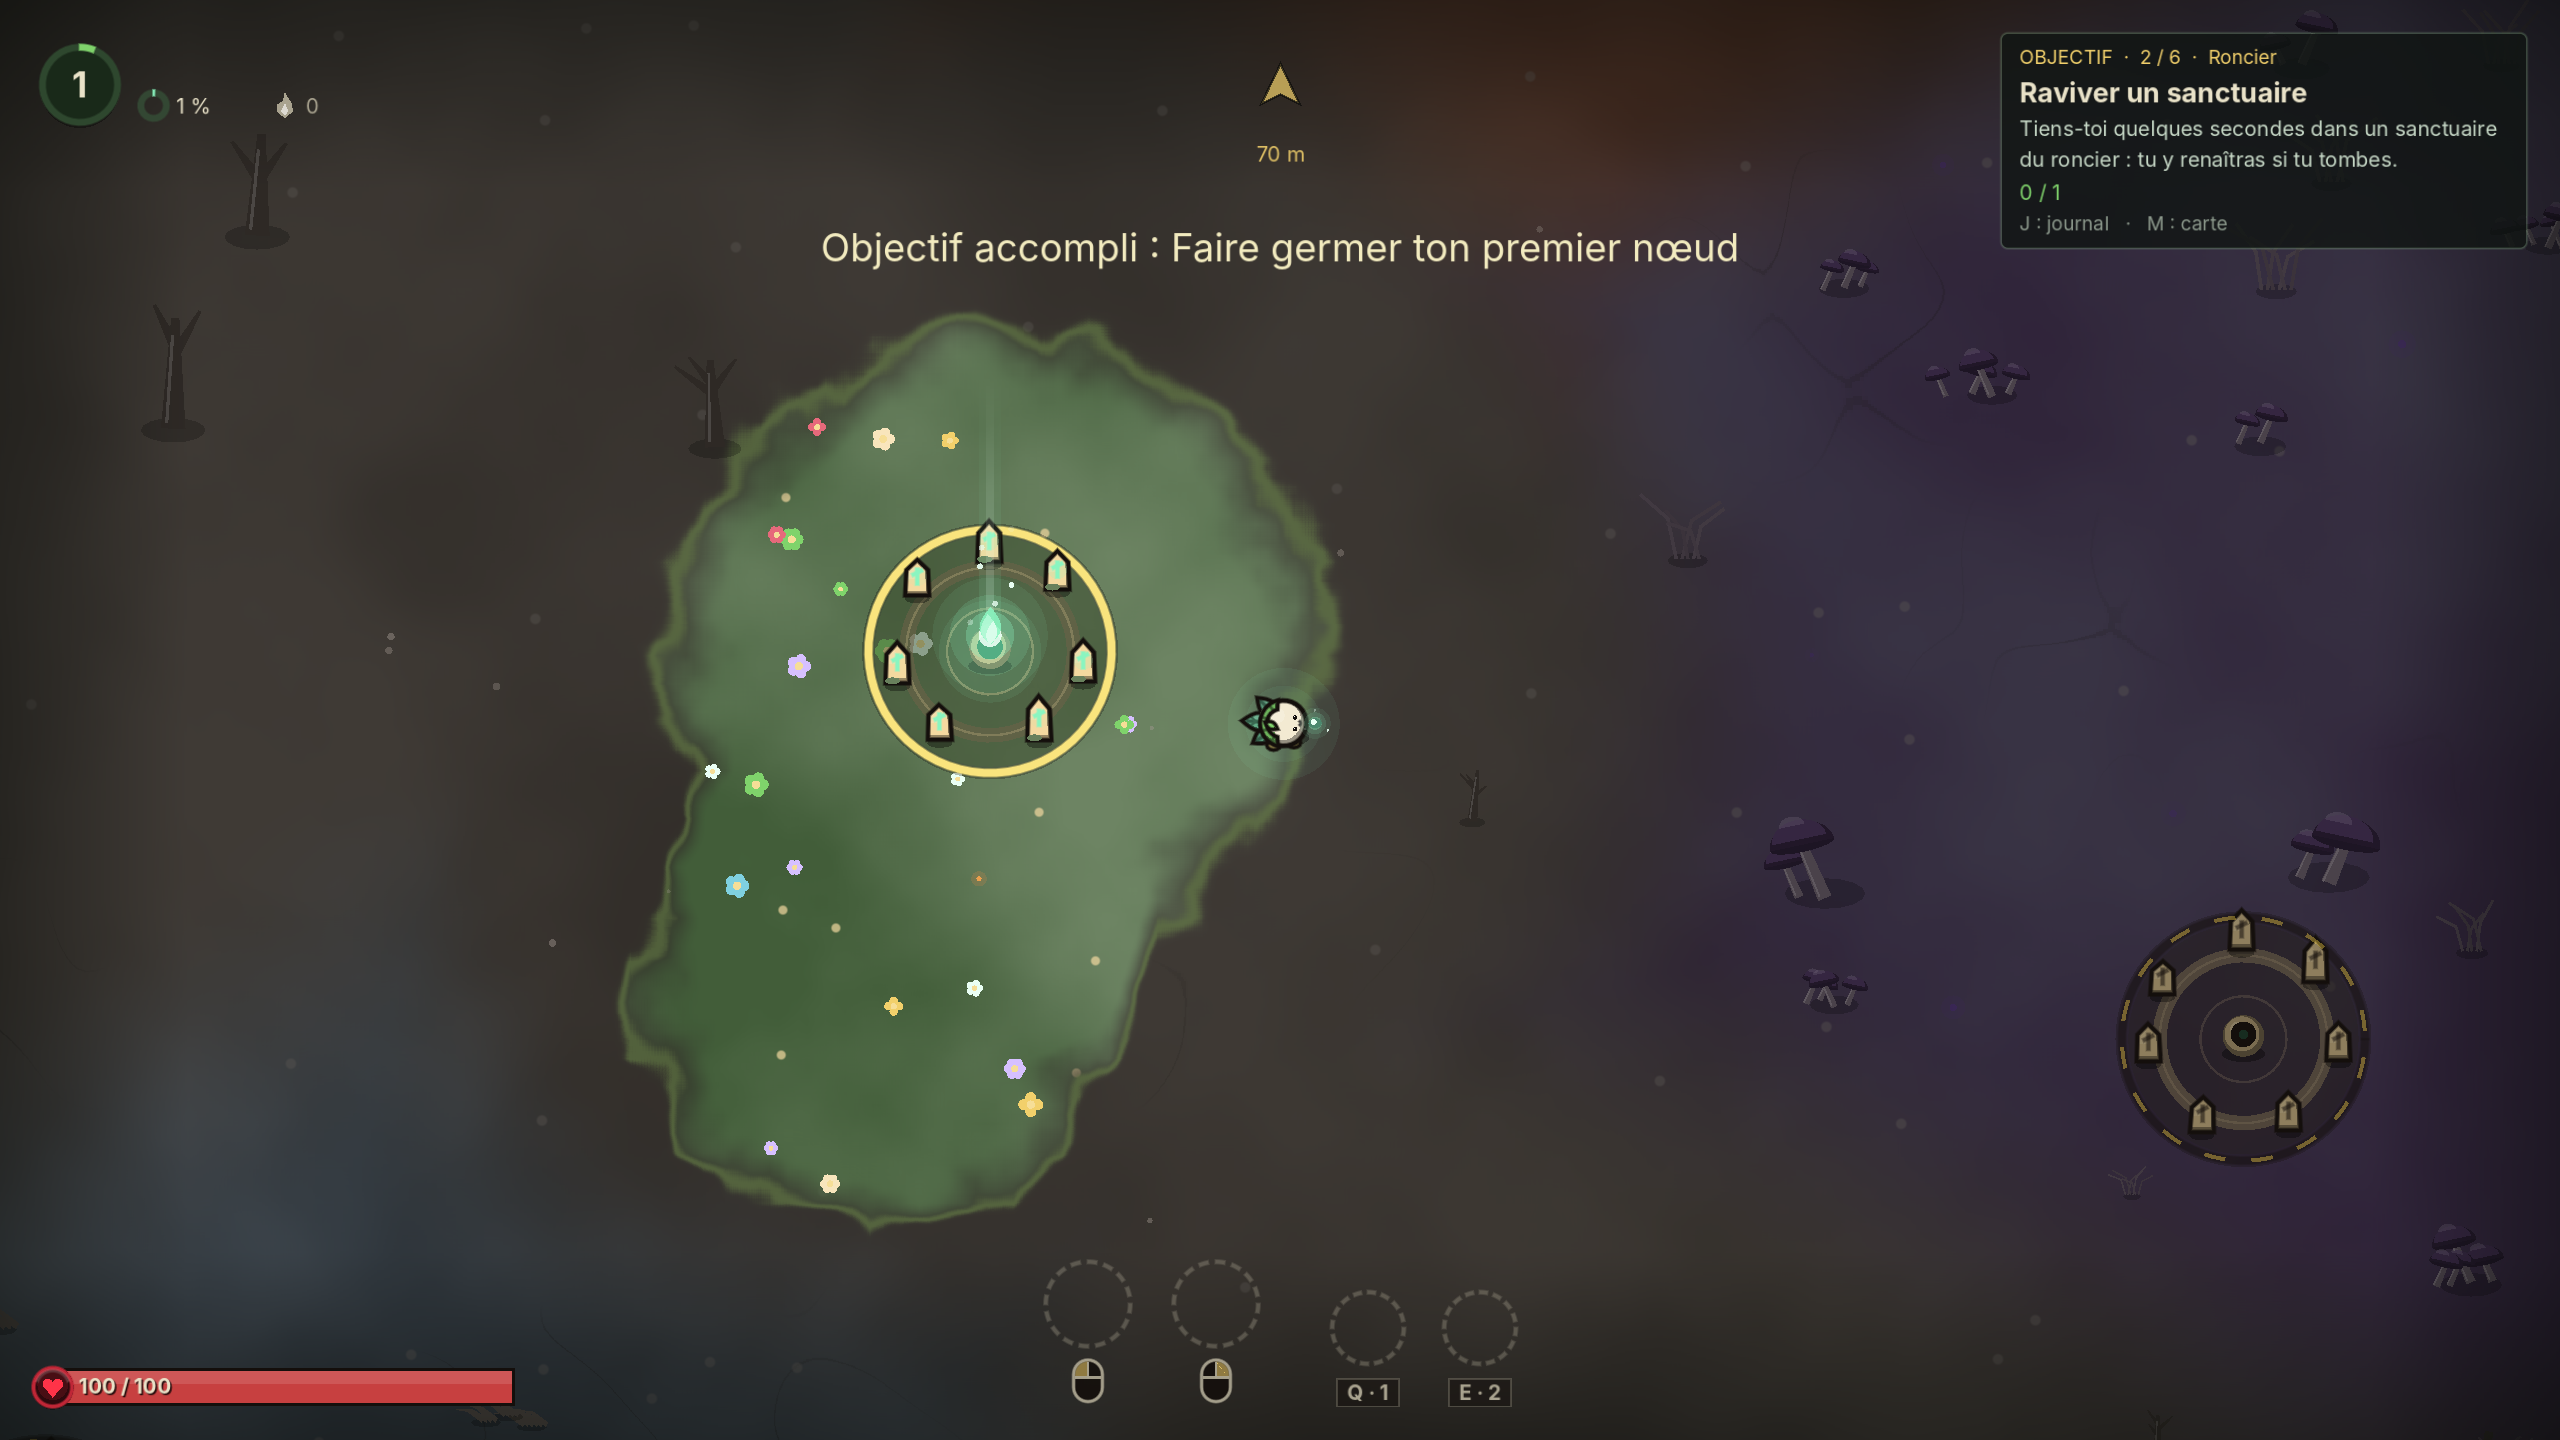 1
1 %
0
70 m
OBJECTIF · 2 / 6 · Roncier
Raviver un sanctuaire
Tiens-toi quelques secondes dans un sanctuaire
du roncier : tu y renaîtras si tu tombes.
0 / 1
J : journal · M : carte
Objectif accompli : Faire germer ton premier nœud
100 / 100
Q · 1
E · 2